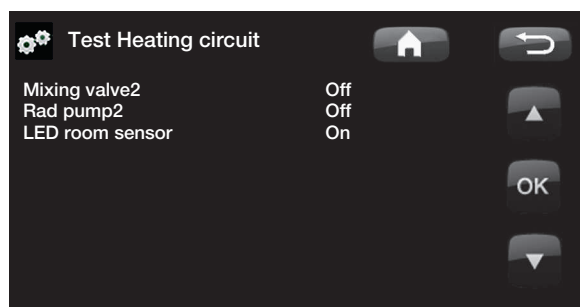 Test Heating circuit
Mixing valve2 Off
Rad pump2 Off
LED room sensor On
OK